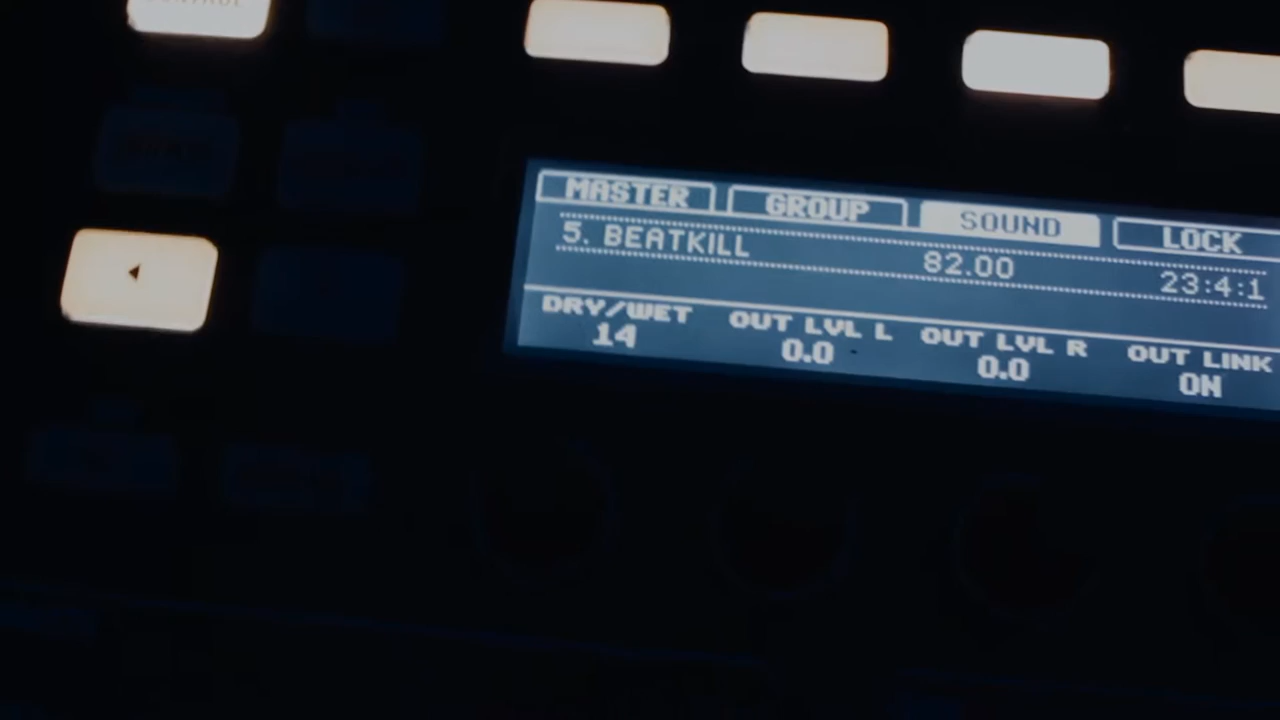 CONTROL
MASTER GROUP SOUND LOCK
5. BEATKILL 82.00 23:4:1
DRY/WET OUT LVL L OUT LVL R OUT LINK
14 0.0 0.0 ON